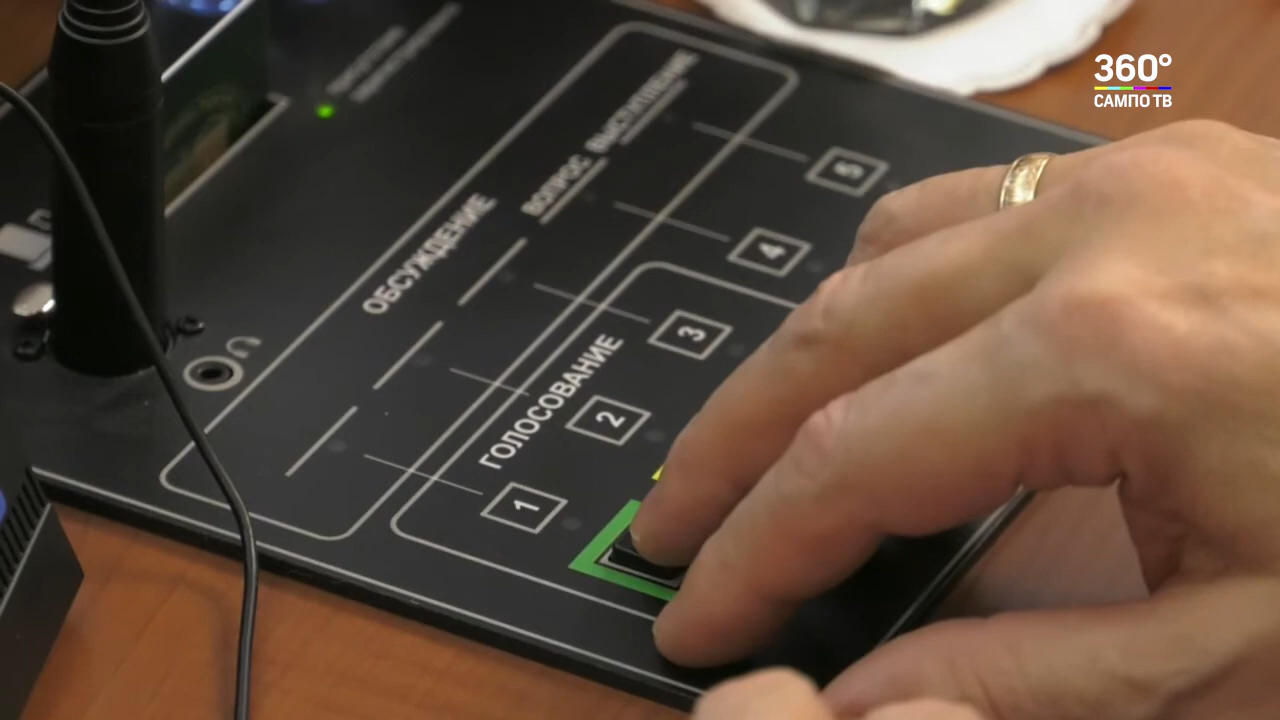 360°
САМПО ТВ
ОБСУЖДЕНИЕ
ВОПРОС
ВЫСТУПЛЕНИЕ
ГОЛОСОВАНИЕ
1
2
3
4
5